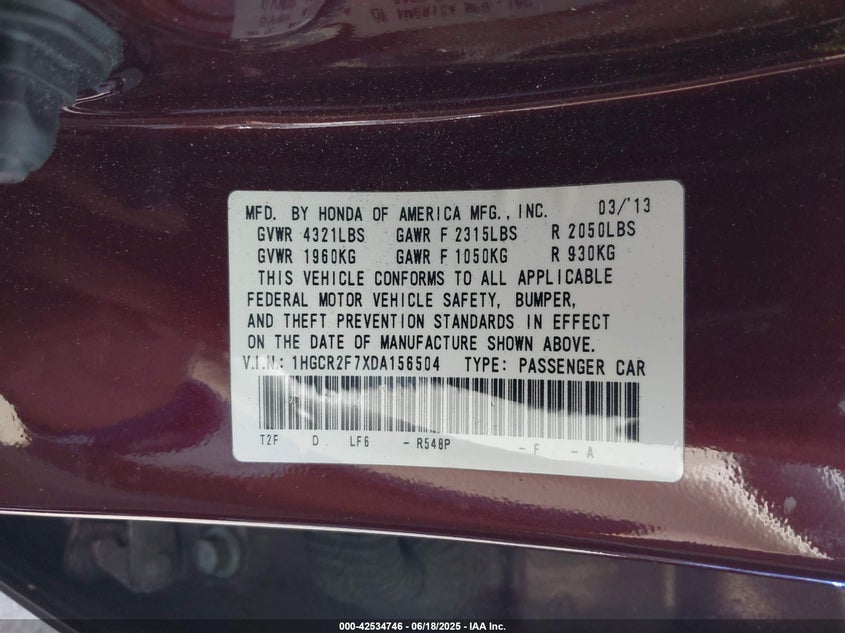 MFD. BY HONDA OF AMERICA MFG., INC. 03/'13
GVWR 4321LBS GAWR F 2315LBS R 2050LBS
GVWR 1960KG GAWR F 1050KG R 930KG
THIS VEHICLE CONFORMS TO ALL APPLICABLE
FEDERAL MOTOR VEHICLE SAFETY, BUMPER,
AND THEFT PREVENTION STANDARDS IN EFFECT
ON THE DATE OF MANUFACTURE SHOWN ABOVE.
V.I.N.: 1HGCR2F7XDA156504 TYPE: PASSENGER CAR
T2F D LF6 - R548P - F - A
000-42534746 - 06/18/2025 - IAA Inc.